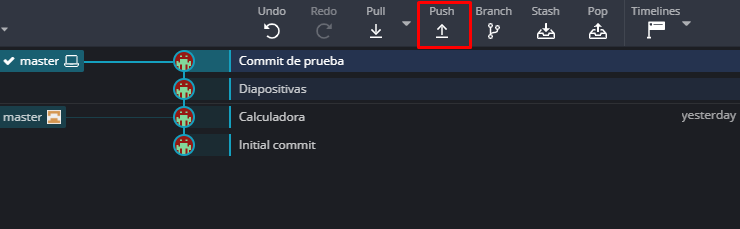 Undo Redo Pull Push Branch Stash Pop Timelines
master Commit de prueba
Diapositivas
master Calculadora yesterday
Initial commit